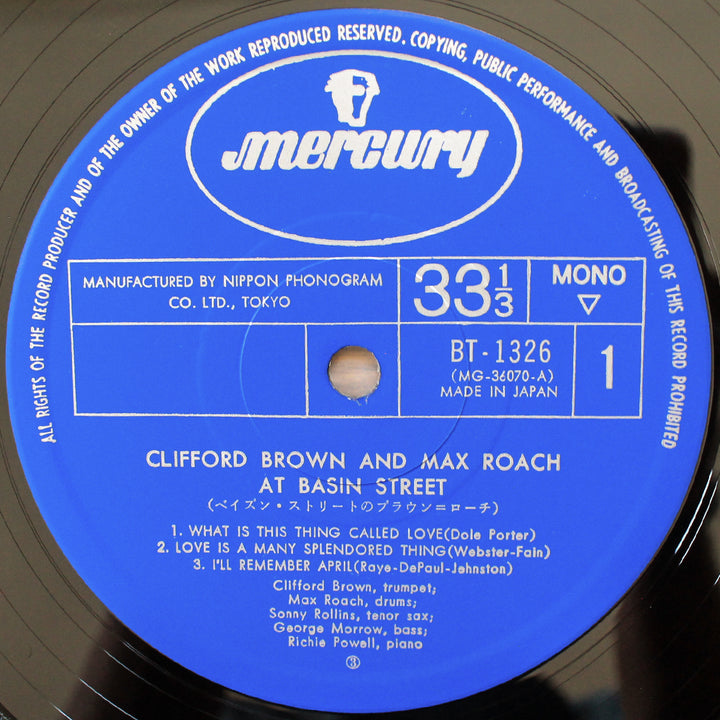 ALL RIGHTS OF THE RECORD PRODUCER AND OF THE OWNER OF THE WORK REPRODUCED RESERVED. COPYING, PUBLIC PERFORMANCE AND BROADCASTING OF THIS RECORD PROHIBITED
mercury
MANUFACTURED BY NIPPON PHONOGRAM
CO. LTD., TOKYO
33 1/3
MONO
▽
BT-1326
(MG-36070-A)
MADE IN JAPAN
1
CLIFFORD BROWN AND MAX ROACH
AT BASIN STREET
(ベイズン・ストリートのブラウン=ローチ)
1. WHAT IS THIS THING CALLED LOVE(Dole Porter)
2. LOVE IS A MANY SPLENDORED THING(Webster-Fain)
3. I'LL REMEMBER APRIL(Raye-DePaul-Jehnston)
Clifford Brown, trumpet;
Max Roach, drums;
Sonny Rollins, tenor sax;
George Morrow, bass;
Richie Powell, piano
③